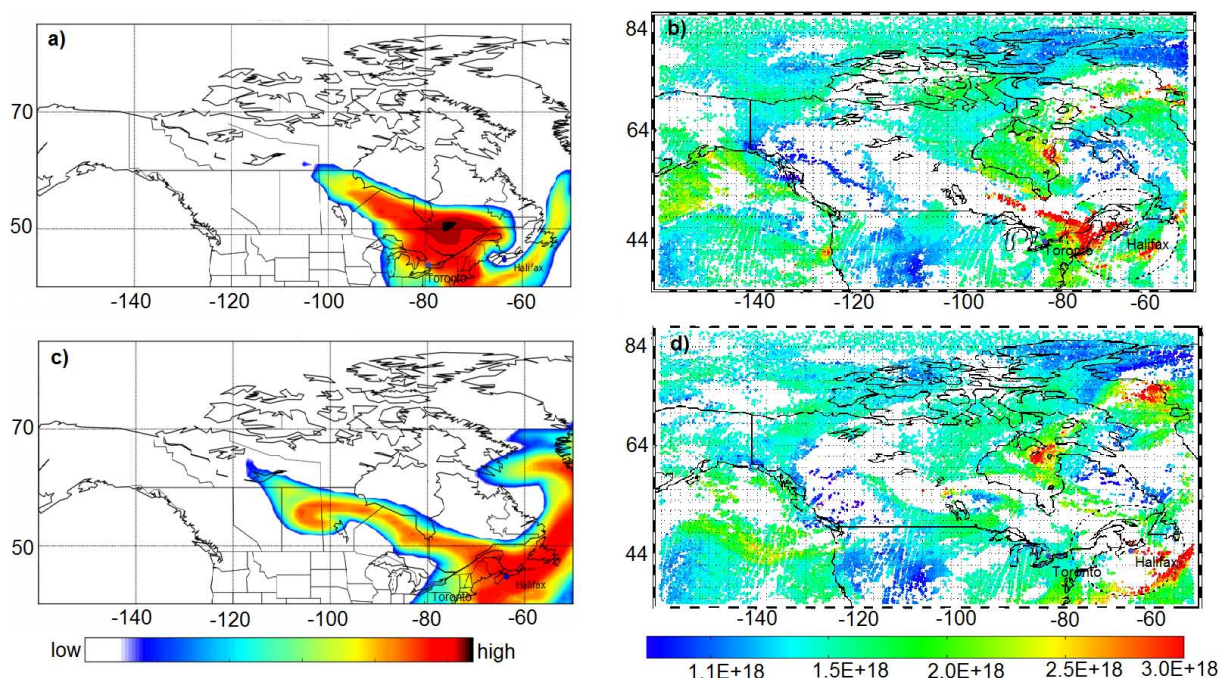 a)
70
50
Toronto
Halifax
-140 -120 -100 -80 -60
b)
84
64
44
Toronto
Halifax
-140 -120 -100 -80 -60
c)
70
50
Toronto
Halifax
-140 -120 -100 -80 -60
low high
d)
84
64
44
Toronto
Halifax
-140 -120 -100 -80 -60
1.1E+18 1.5E+18 2.0E+18 2.5E+18 3.0E+18